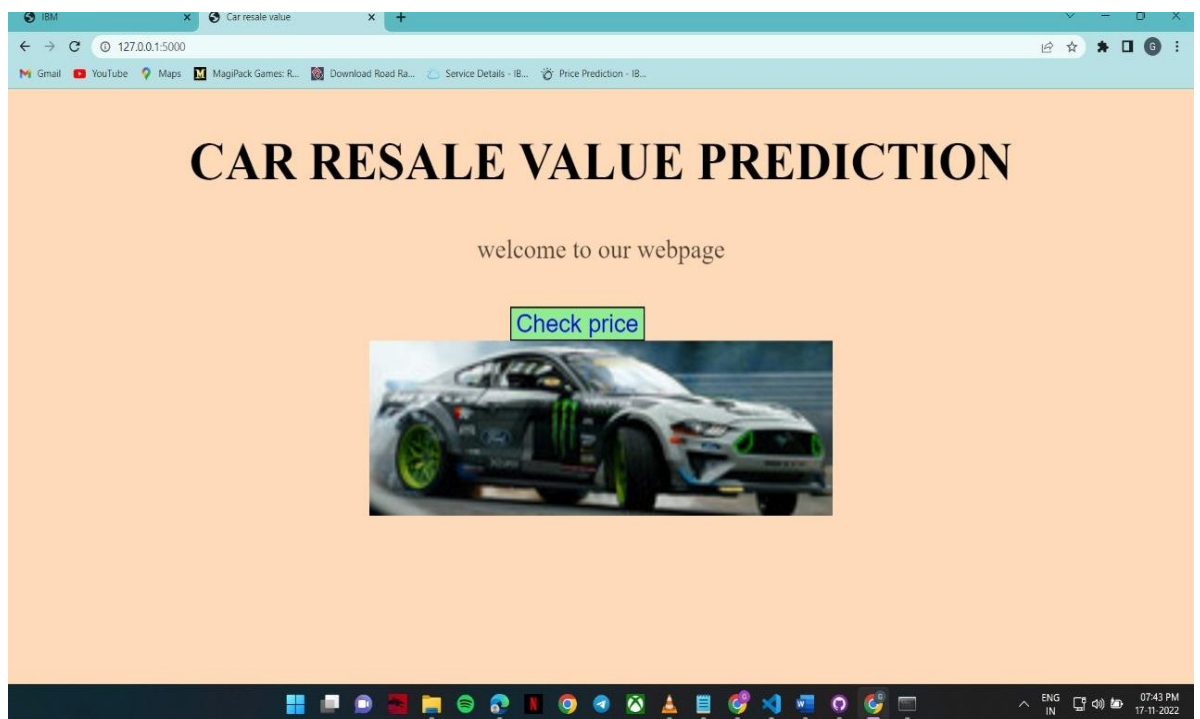 IBM
Car resale value
127.0.0.1:5000
G
Gmail
YouTube
Maps
MagiPack Games: R...
Download Road Ra...
Service Details - IB...
Price Prediction - IB...
CAR RESALE VALUE PREDICTION
welcome to our webpage
Check price
ENG
IN
07:43 PM
17-11-2022